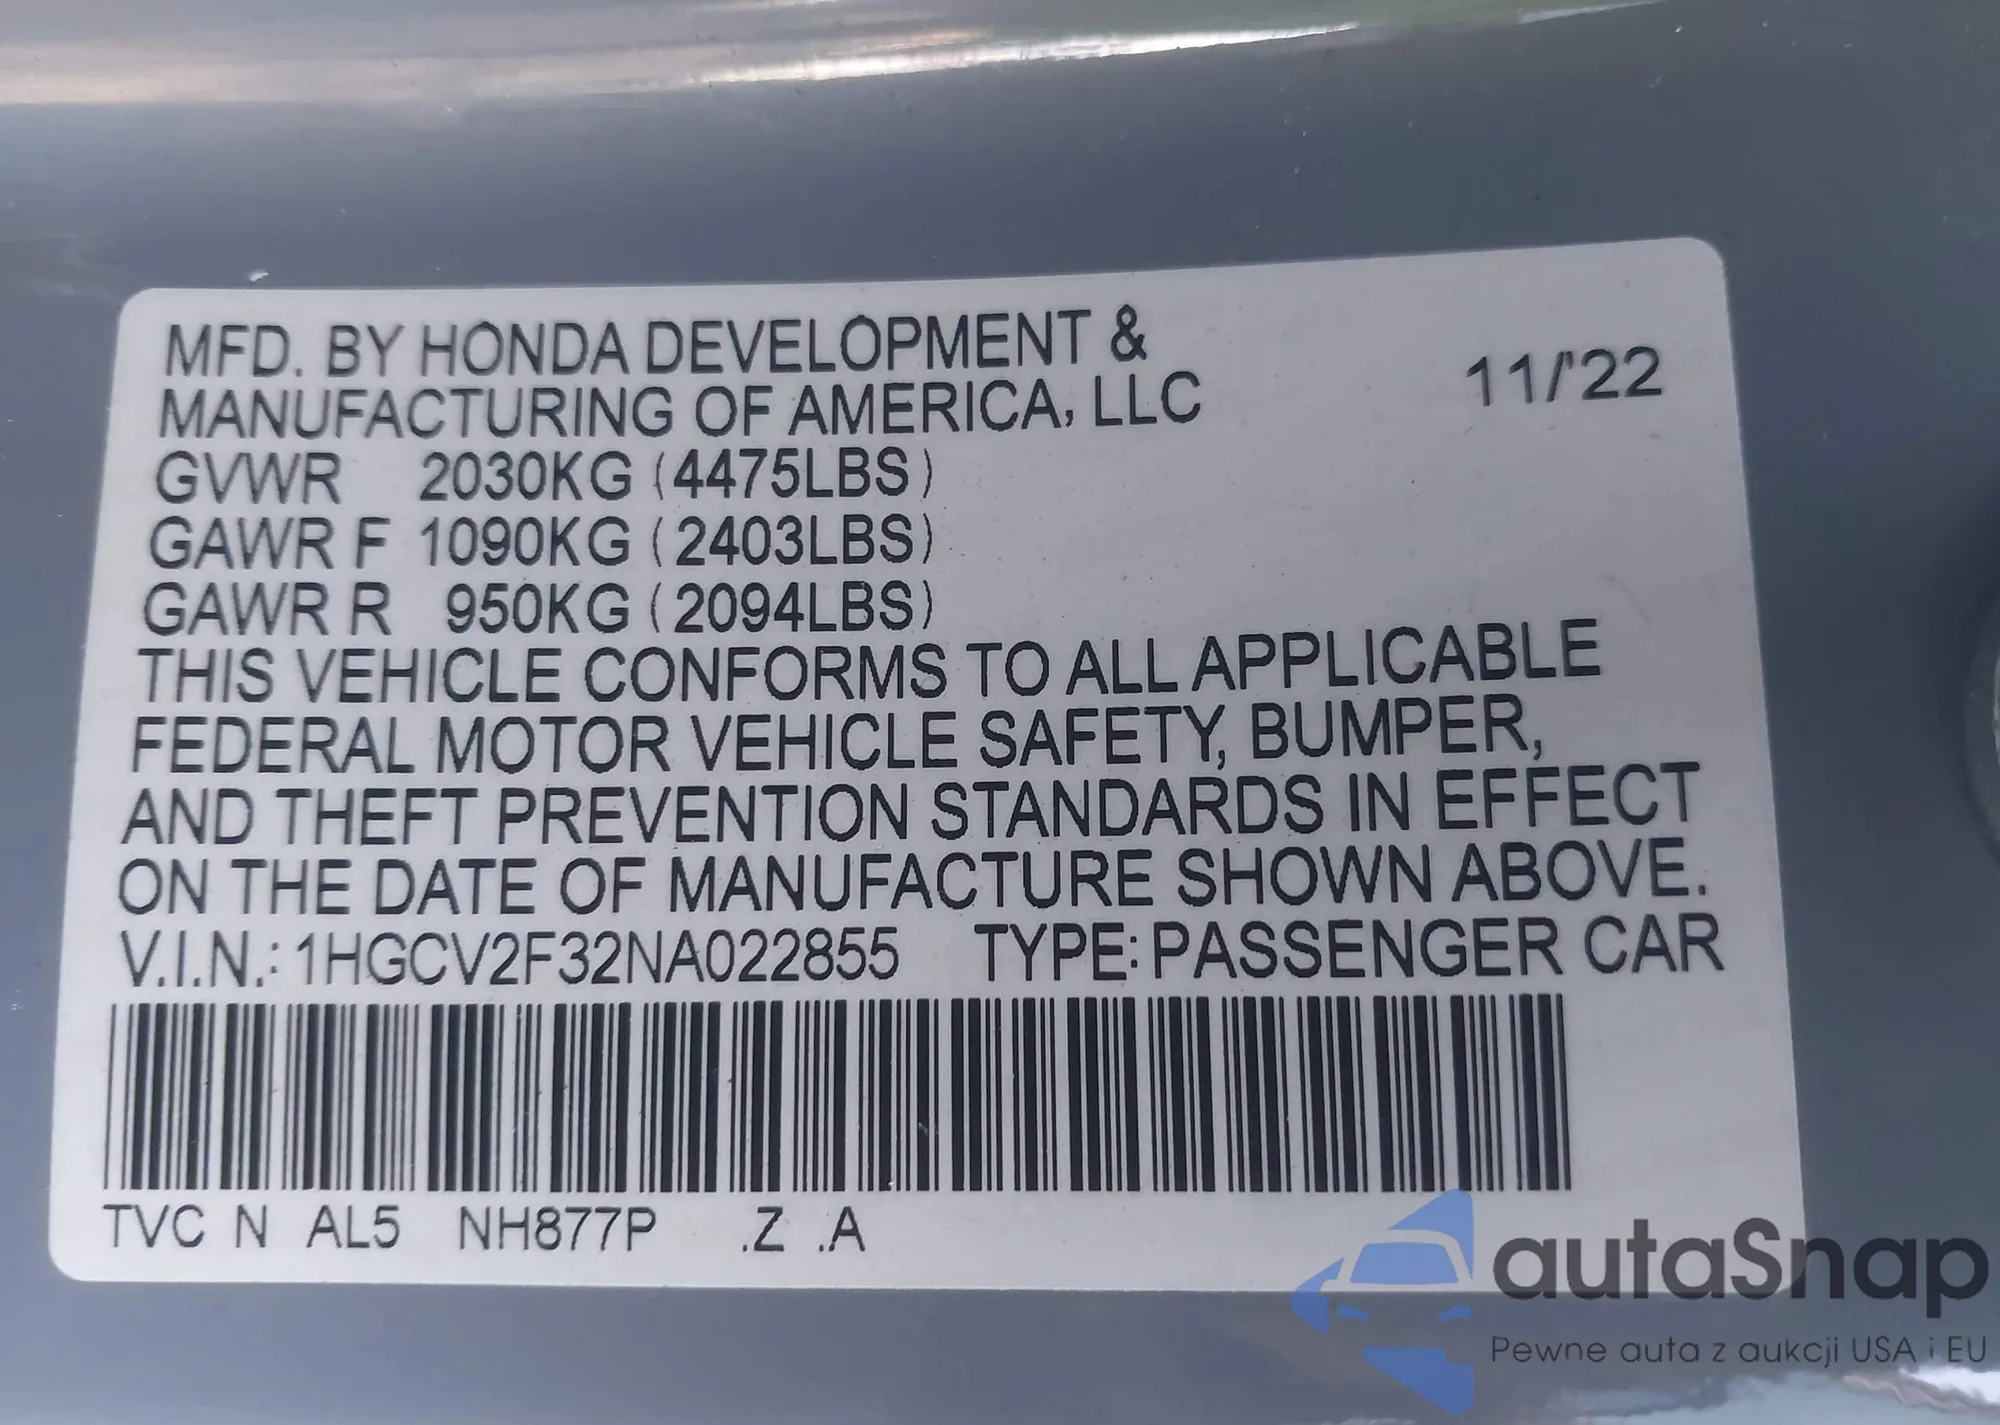 MFD. BY HONDA DEVELOPMENT &
MANUFACTURING OF AMERICA, LLC
11/'22
GVWR 2030KG (4475LBS)
GAWR F 1090KG (2403LBS)
GAWR R 950KG (2094LBS)
THIS VEHICLE CONFORMS TO ALL APPLICABLE
FEDERAL MOTOR VEHICLE SAFETY, BUMPER,
AND THEFT PREVENTION STANDARDS IN EFFECT
ON THE DATE OF MANUFACTURE SHOWN ABOVE.
V.I.N.: 1HGCV2F32NA022855 TYPE: PASSENGER CAR
TVC N AL5 NH877P .Z .A
autaSnap
Pewne auta z aukcji USA i EU